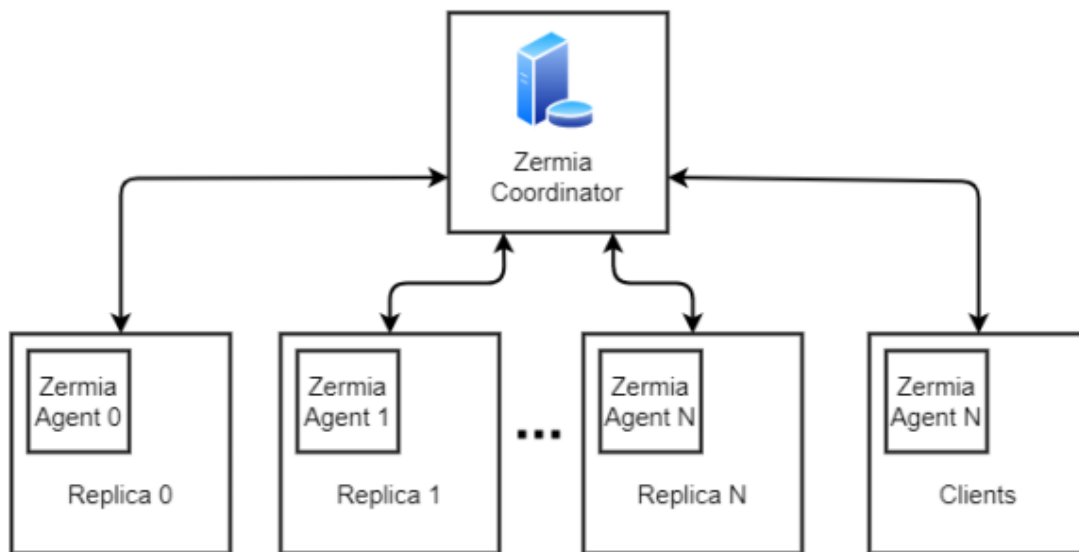 Zermia
Coordinator
Zermia
Agent 0
Replica 0
Zermia
Agent 1
Replica 1
...
Zermia
Agent N
Replica N
Zermia
Agent N
Clients